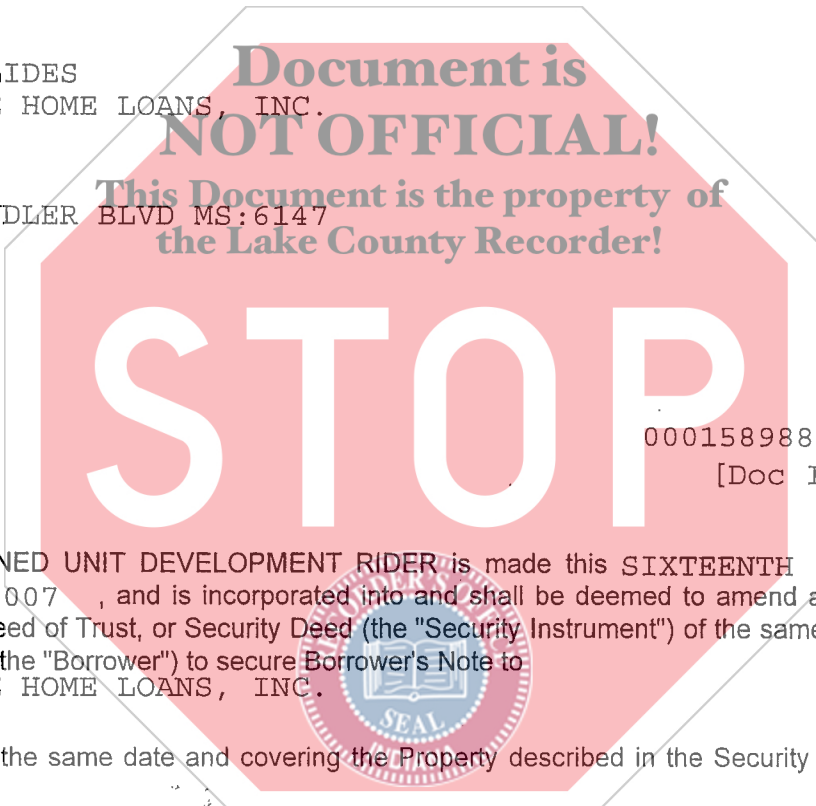 LIDES
Document is
HOME LOANS, INC.
NOT OFFICIAL!
This Document is the property of
DLER BLVD MS:6147
the Lake County Recorder!
STOP
000158988
[Doc I
NED UNIT DEVELOPMENT RIDER is made this SIXTEENTH
007 , and is incorporated into and shall be deemed to amend a
eed of Trust, or Security Deed (the "Security Instrument") of the same
the "Borrower") to secure Borrower's Note to
HOME LOANS, INC.
the same date and covering the Property described in the Security
RECORDER'S OFFICE
SEAL
INDIANA